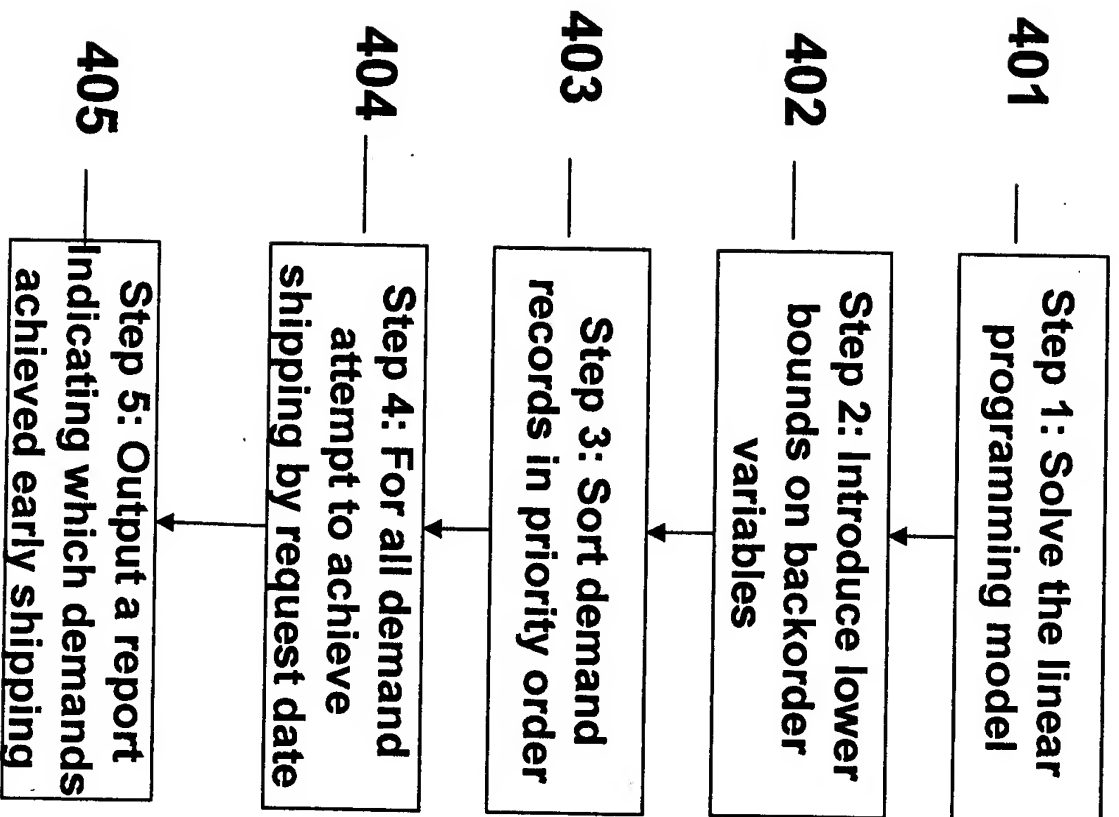 401
Step 1: Solve the linear
programming model
402
Step 2: Introduce lower
bounds on backorder
variables
403
Step 3: Sort demand
records in priority order
404
Step 4: For all demand
attempt to achieve
shipping by request date
405
Step 5: Output a report
Indicating which demands
achieved early shipping